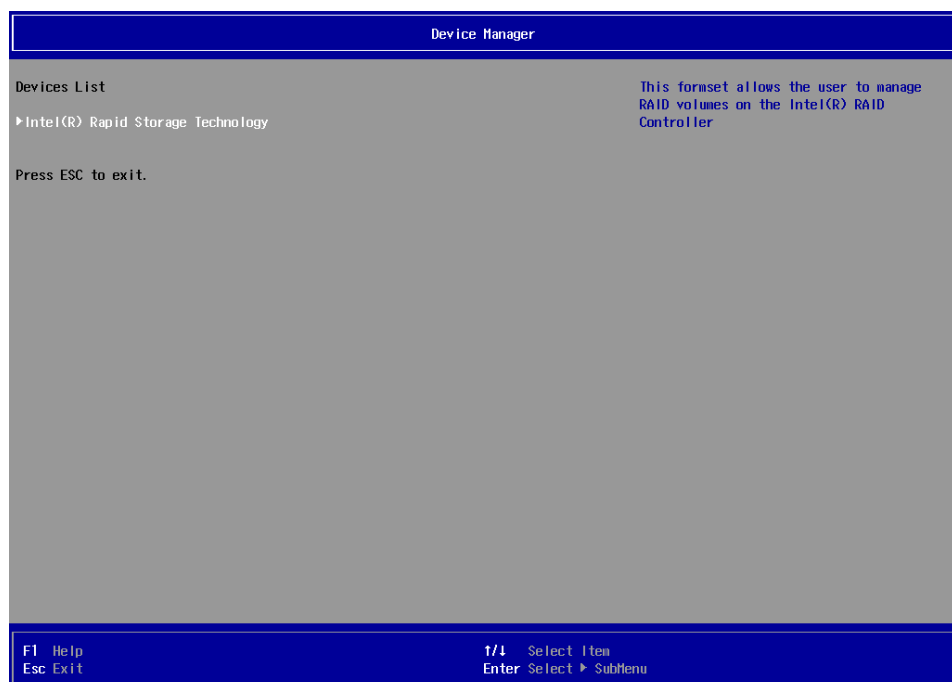 Device Manager
Devices List
▶Intel(R) Rapid Storage Technology
Press ESC to exit.
This formset allows the user to manage
RAID volumes on the Intel(R) RAID
Controller
F1 Help
Esc Exit
↑/↓ Select Item
Enter Select ▶ SubMenu